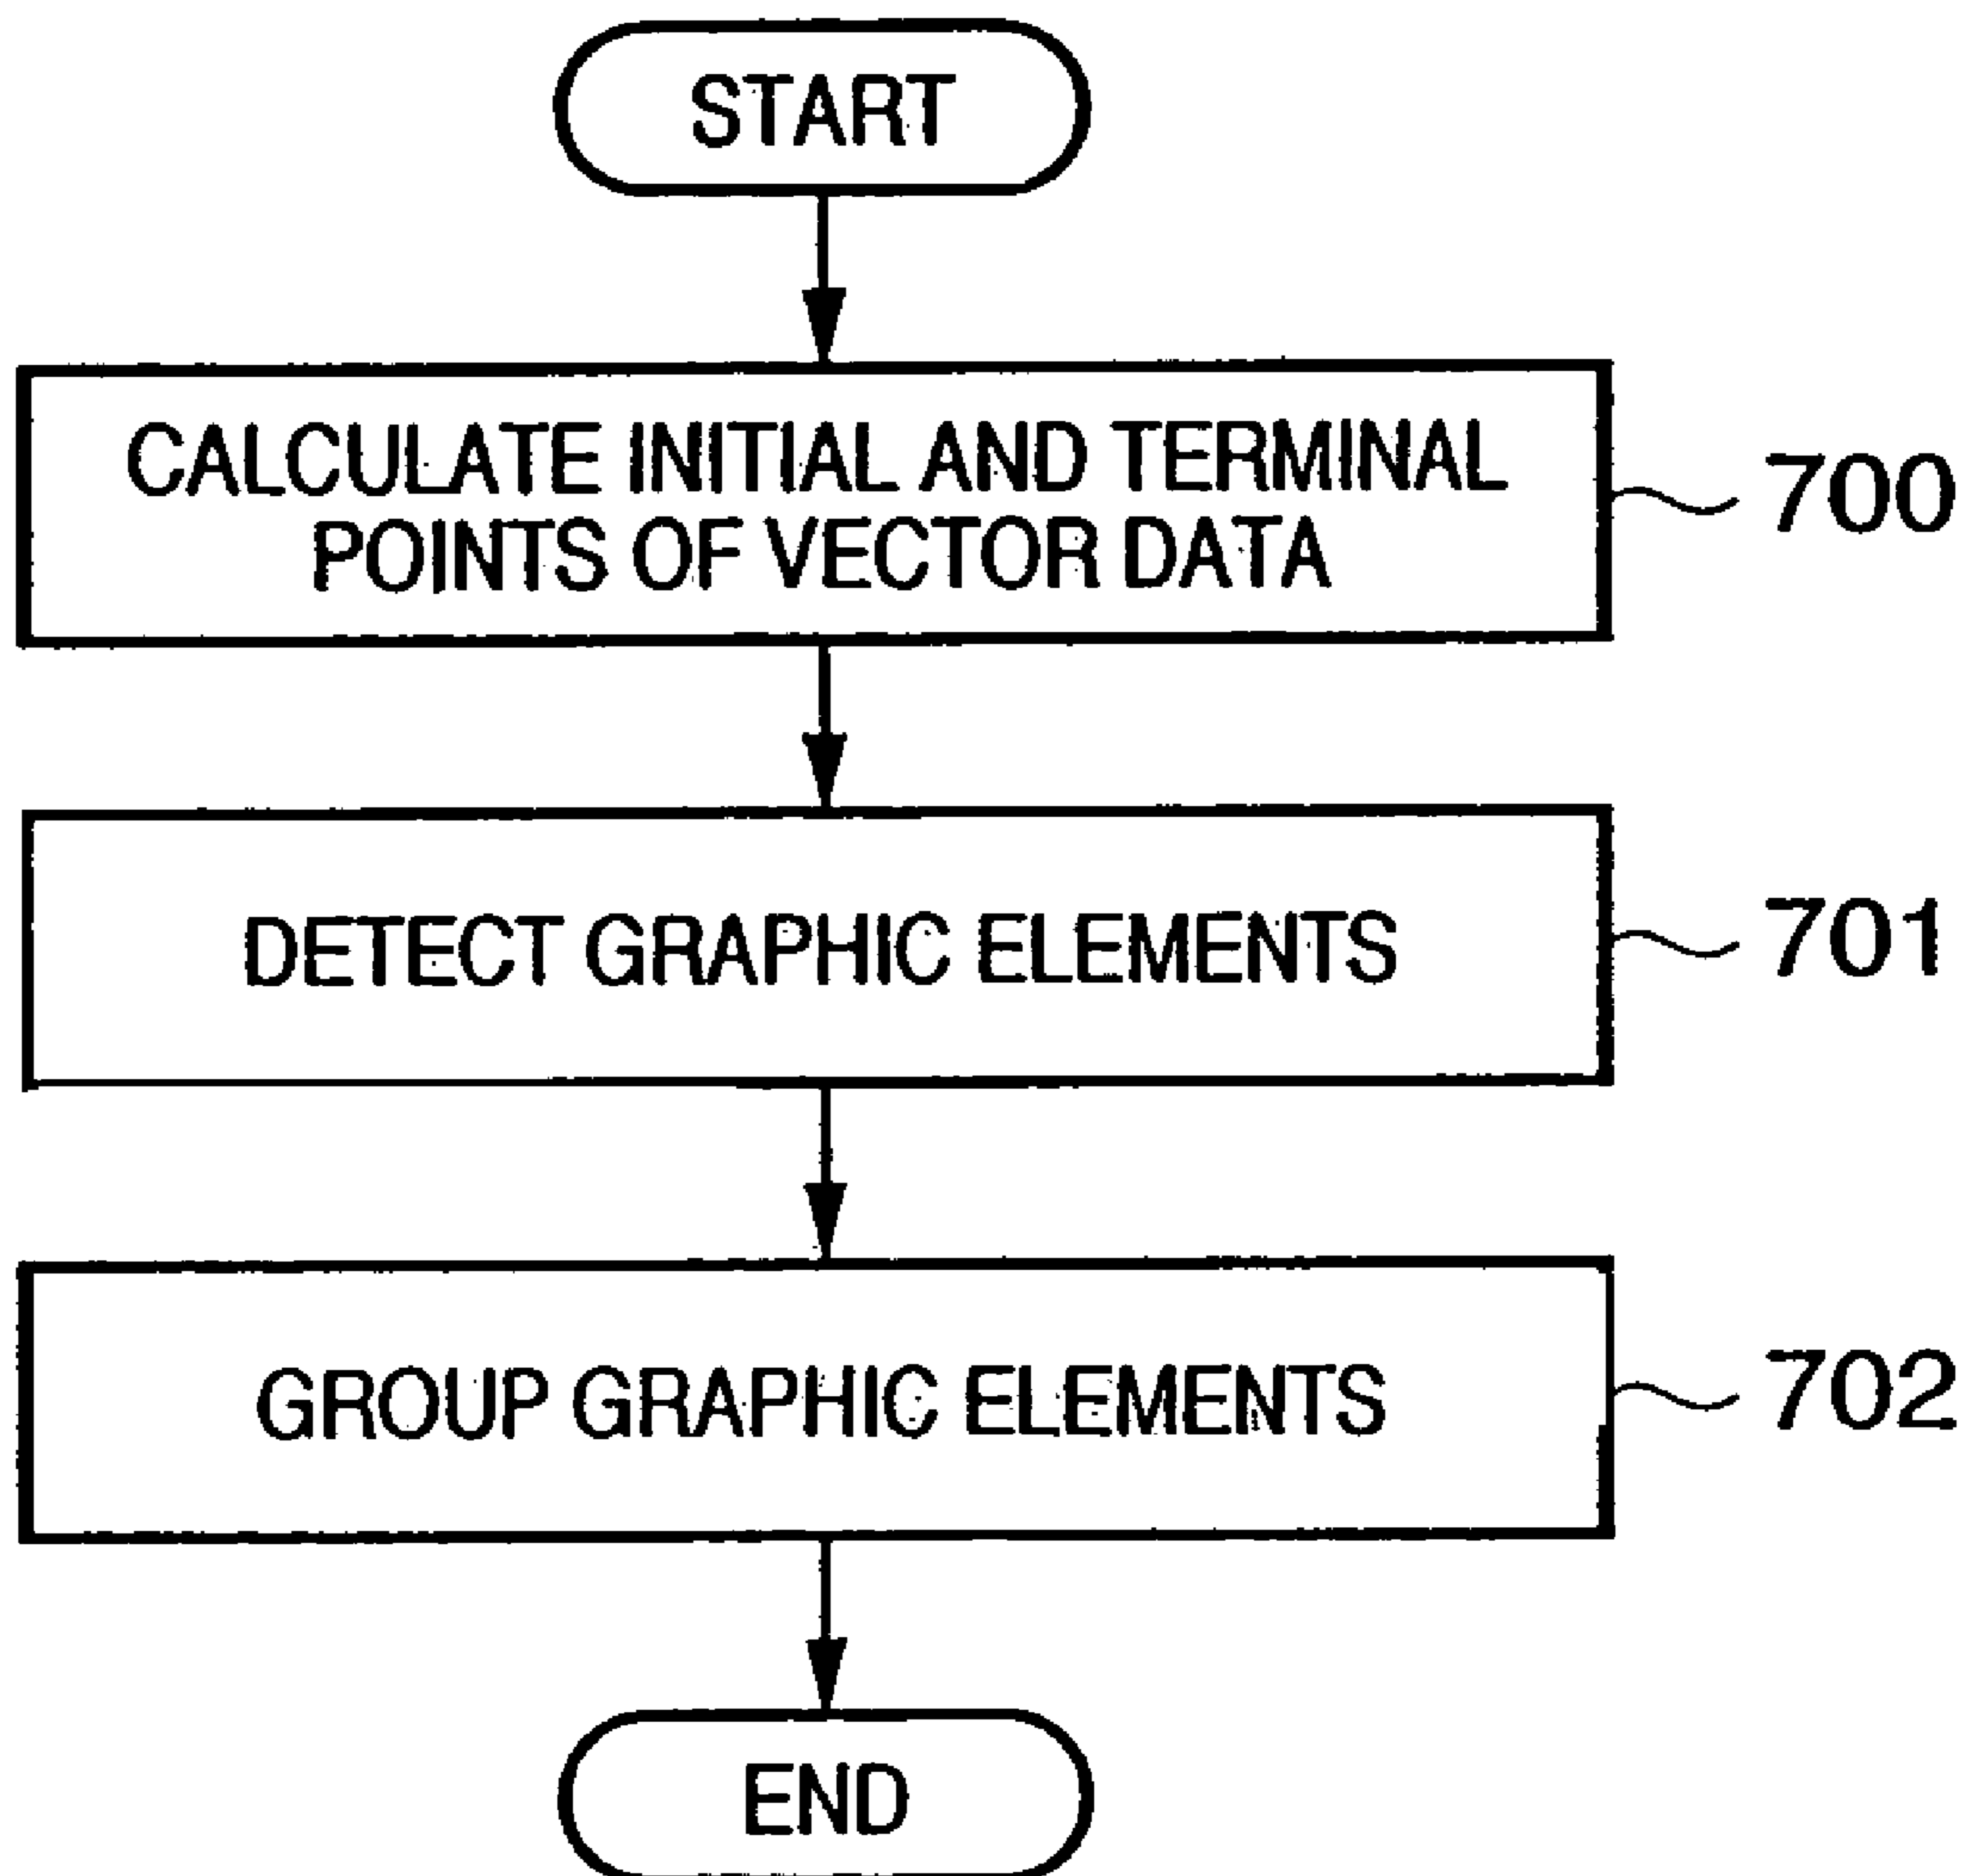 START
CALCULATE INITIAL AND TERMINAL
POINTS OF VECTOR DATA
700
DETECT GRAPHIC ELEMENTS
701
GROUP GRAPHIC ELEMENTS
702
END